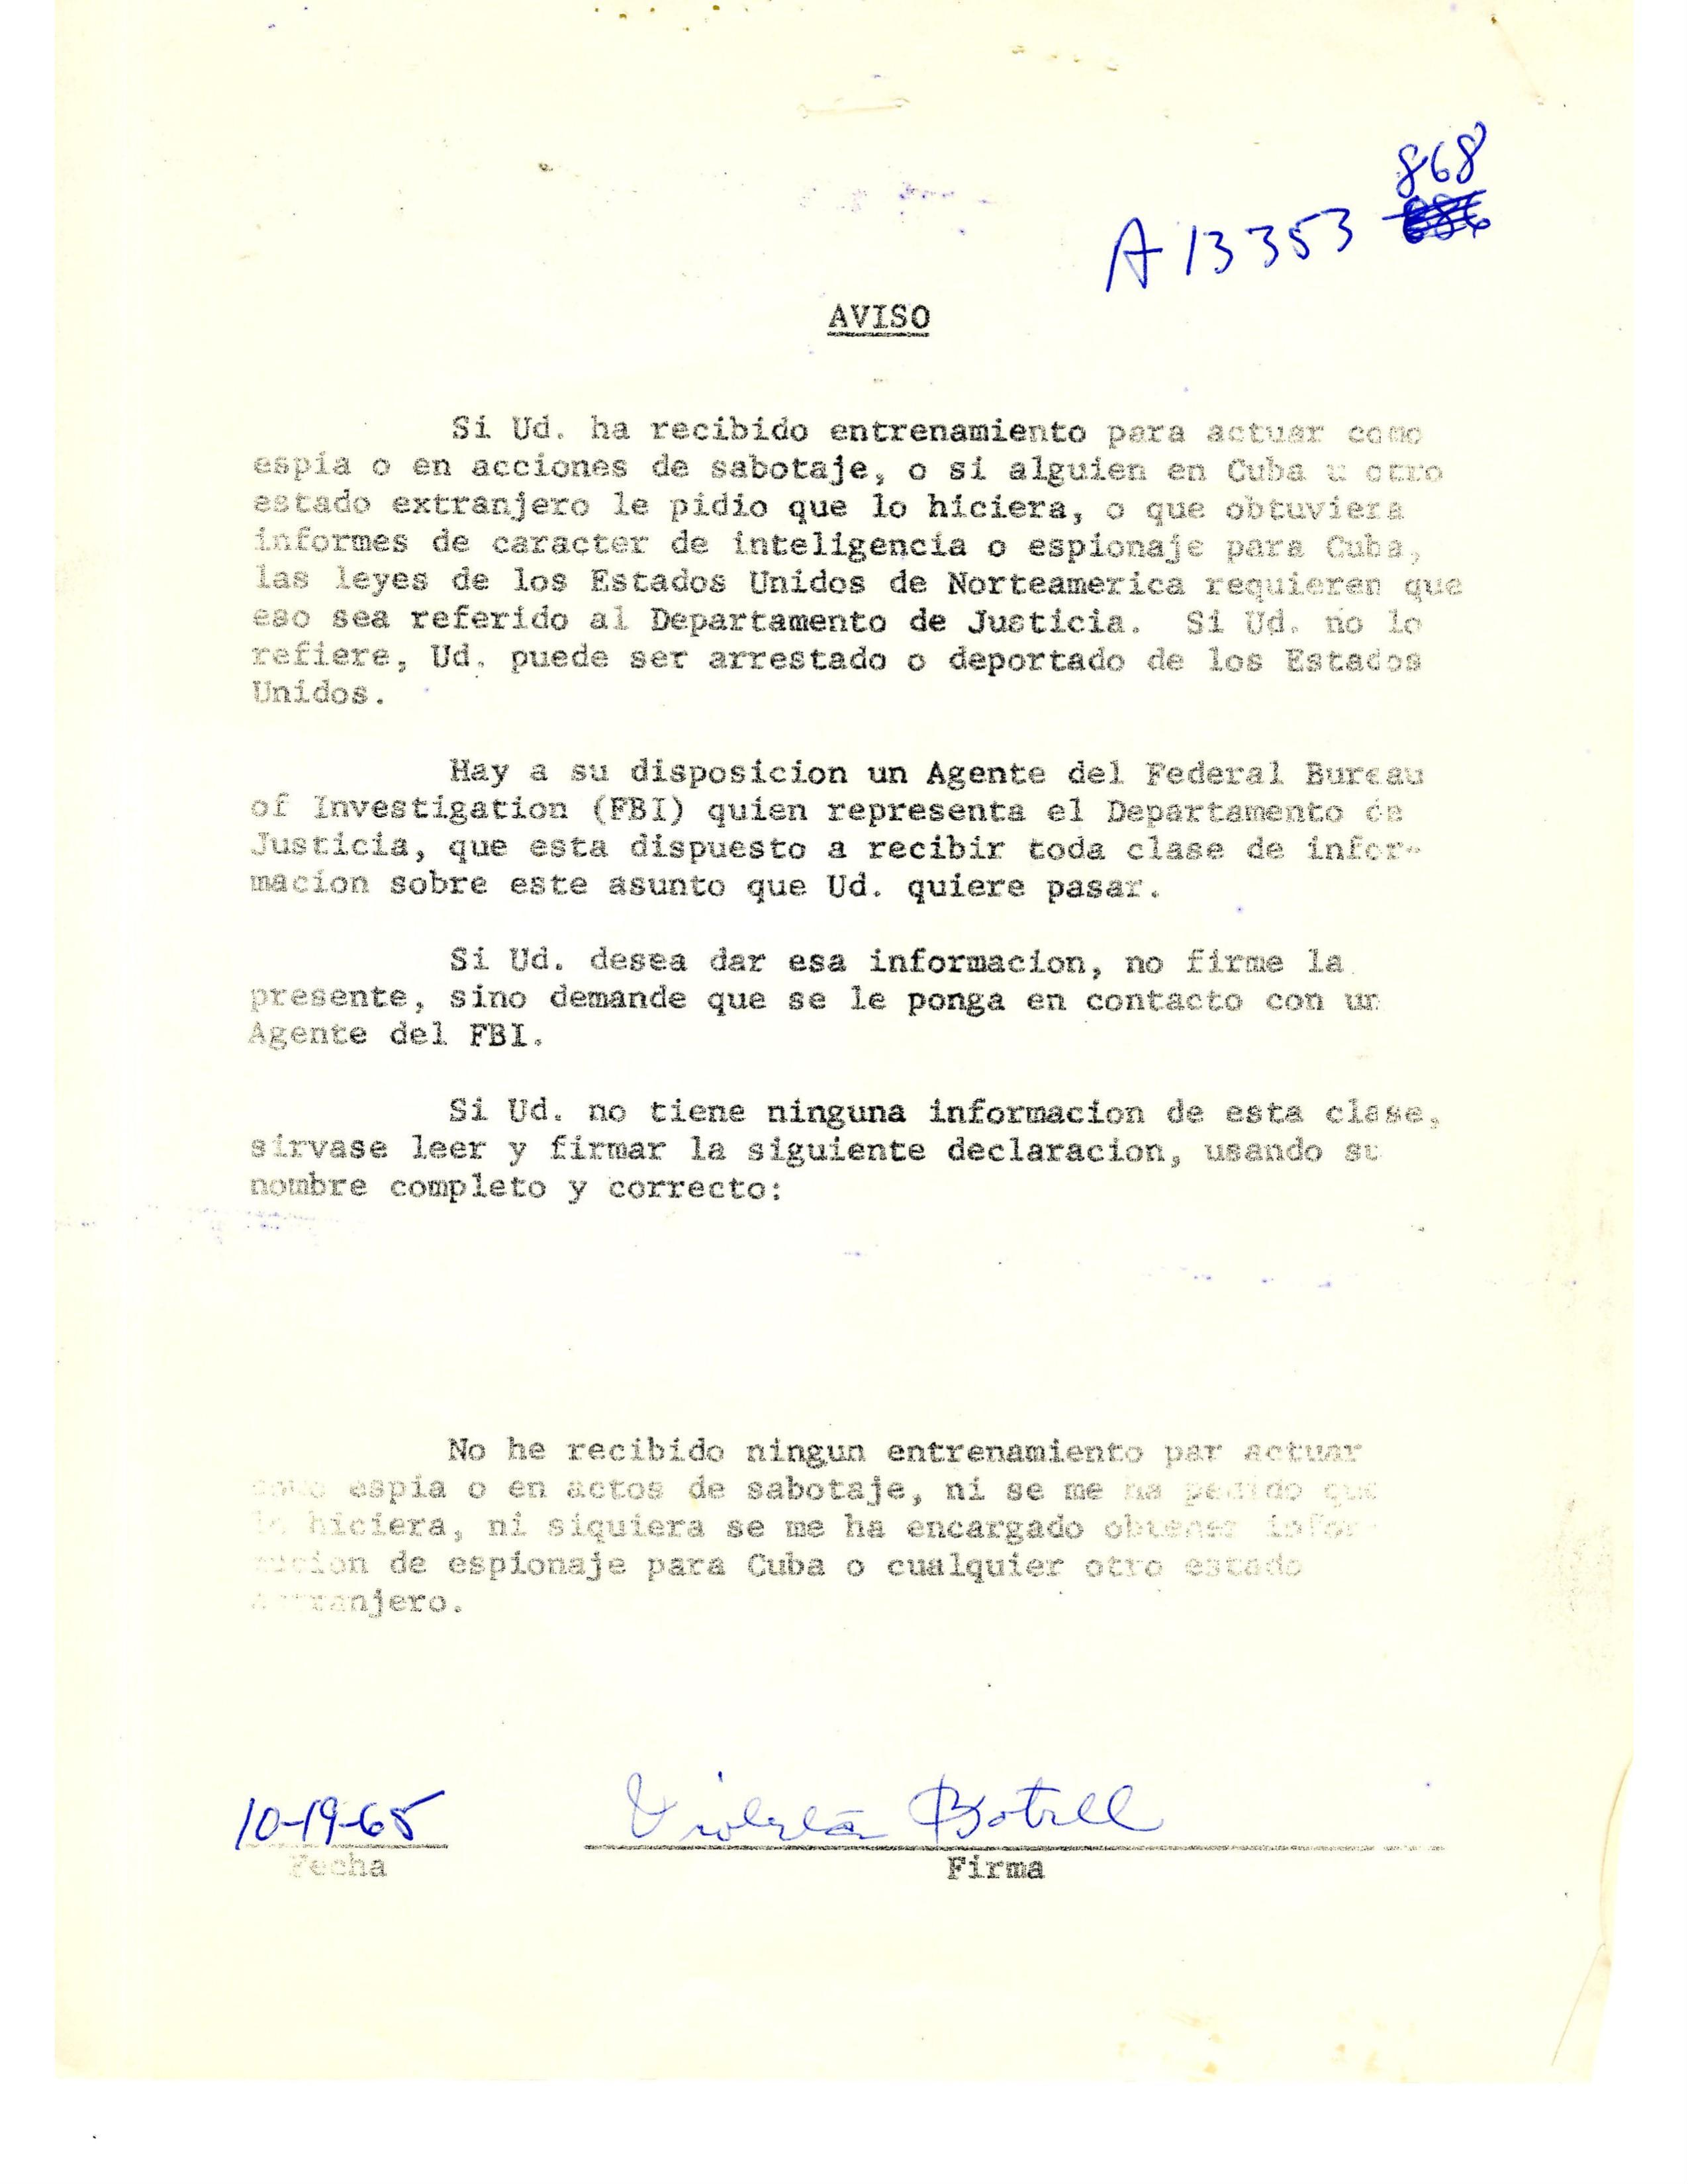 868
A 13 353
AVISO
Si Ud. ha recibido entrenamiento para actuar como
espia o en acciones de sabotaje, o si alguien en Cuba u otro
estado extranjero le pidio que lo hiciera, o que obtuviera
informes de caracter de inteligencia o espionaje para Cuba,
las leyes de los Estados Unidos de Norteamerica requieren que
eso sea referido al Departamento de Justicia. Si Ud. no lo
refiere, Ud. puede ser arrestado o deportado de los Estados
Unidos.
Hay a su disposicion un Agente del Federal Bureau
of Investigation (FBI) quien representa el Departamento de
Justicia, que esta dispuesto a recibir toda clase de infor-
macion sobre este asunto que Ud. quiere pasar.
Si Ud. desea dar esa informacion, no firme la
presente, sino demande que se le ponga en contacto con un
Agente del FBI.
Si Ud. no tiene ninguna informacion de esta clase,
sirvase leer y firmar la siguiente declaracion, usando su
nombre completo y correcto:
No he recibido ningun entrenamiento par actuar
como espia o en actos de sabotaje, ni se me ha pedido que
lo hiciera, ni siquiera se me ha encargado obtener infor-
macion de espionaje para Cuba o cualquier otro estado
extranjero.
10-19-65 Violeta Botrell
Fecha Firma